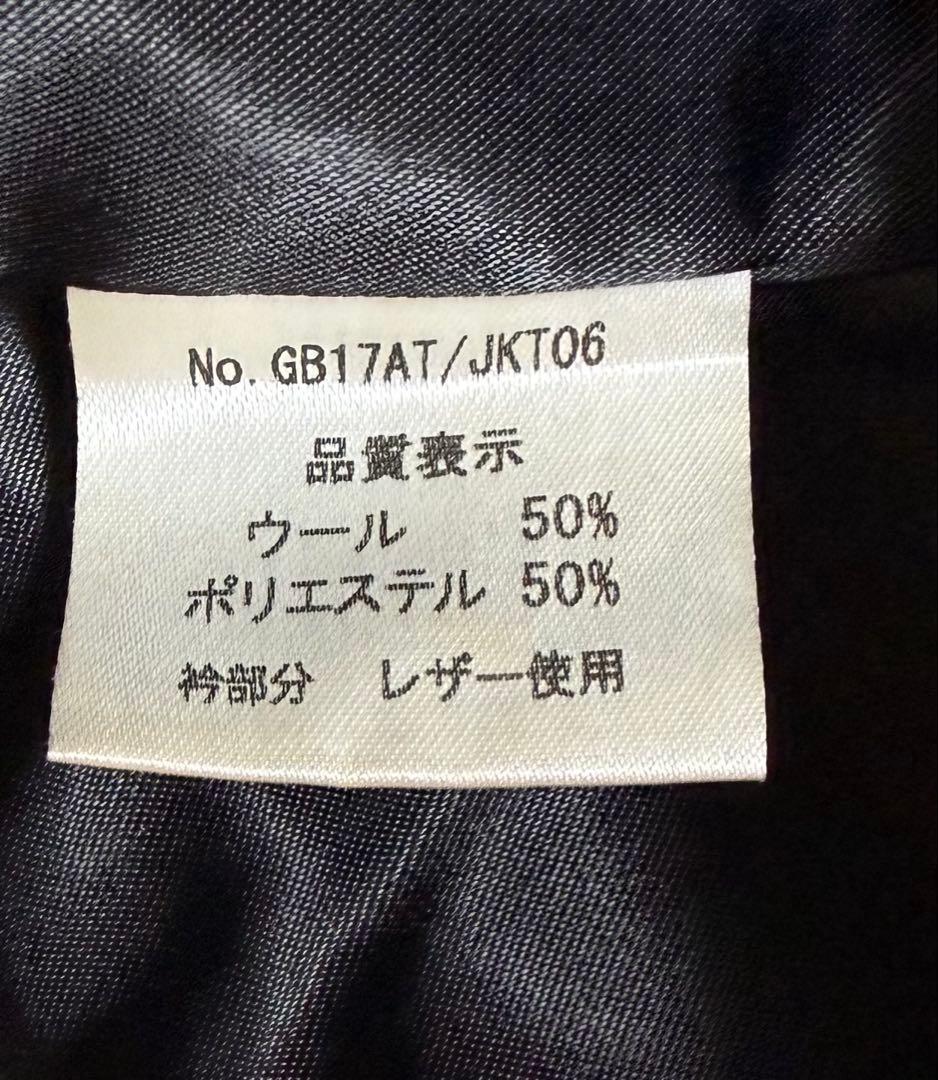 No.GB17AT/JKT06
品質表示
ウール 50%
ポリエステル 50%
衿部分 レザー使用